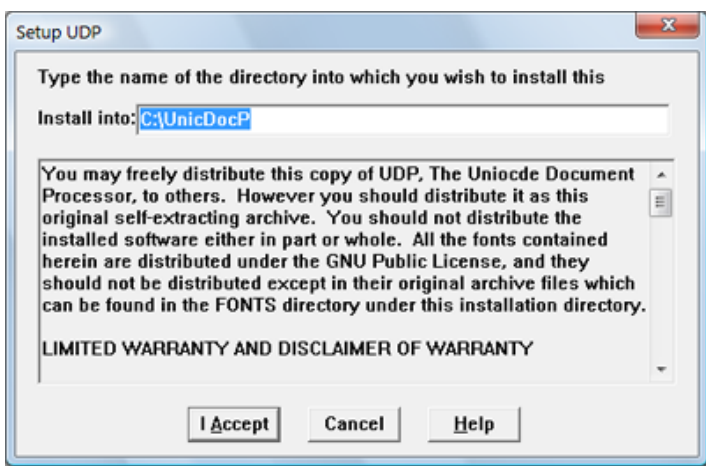 Setup UDP
Type the name of the directory into which you wish to install this
Install into: C:\UnicDocP
You may freely distribute this copy of UDP, The Uniocde Document
Processor, to others. However you should distribute it as this
original self-extracting archive. You should not distribute the
installed software either in part or whole. All the fonts contained
herein are distributed under the GNU Public License, and they
should not be distributed except in their original archive files which
can be found in the FONTS directory under this installation directory.
LIMITED WARRANTY AND DISCLAIMER OF WARRANTY
I Accept Cancel Help